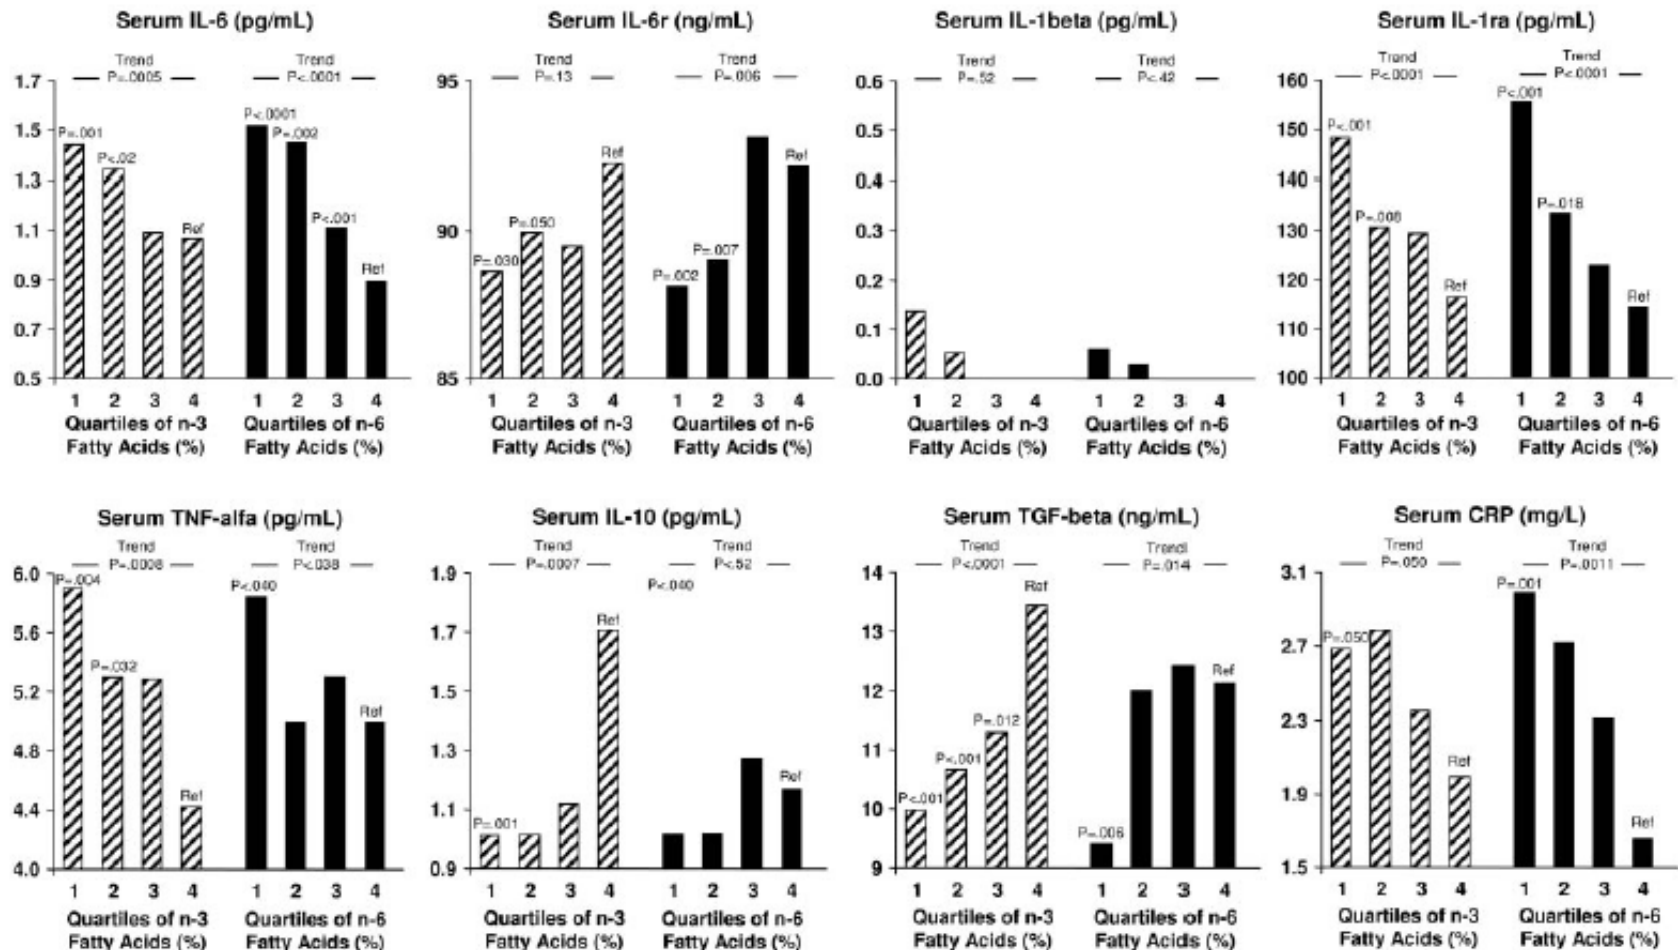 Serum IL-6 (pg/mL)
Trend
P=.0005
Trend
P<.0001
1.7
1.5
1.3
1.1
0.9
0.7
0.5
P=.001
P<.02
Ref
P<.0001
P=.002
P<.001
Ref
1 2 3 4
1 2 3 4
Quartiles of n-3
Fatty Acids (%)
Quartiles of n-6
Fatty Acids (%)
Serum IL-6r (ng/mL)
Trend
P=.13
Trend
P=.006
95
90
85
P=.030
P=.050
Ref
P=.002
P=.007
Ref
1 2 3 4
1 2 3 4
Quartiles of n-3
Fatty Acids (%)
Quartiles of n-6
Fatty Acids (%)
Serum IL-1beta (pg/mL)
Trend
P=.52
Trend
P<.42
0.6
0.5
0.4
0.3
0.2
0.1
0.0
1 2 3 4
1 2 3 4
Quartiles of n-3
Fatty Acids (%)
Quartiles of n-6
Fatty Acids (%)
Serum IL-1ra (pg/mL)
Trend
P<.0001
Trend
P<.0001
160
150
140
130
120
110
100
P<.001
P=.008
Ref
P<.001
P=.018
Ref
1 2 3 4
1 2 3 4
Quartiles of n-3
Fatty Acids (%)
Quartiles of n-6
Fatty Acids (%)
Serum TNF-alfa (pg/mL)
Trend
P=.0008
Trend
P<.038
6.0
5.6
5.2
4.8
4.4
4.0
P=.004
P=.032
Ref
P<.040
Ref
1 2 3 4
1 2 3 4
Quartiles of n-3
Fatty Acids (%)
Quartiles of n-6
Fatty Acids (%)
Serum IL-10 (pg/mL)
Trend
P=.0007
Trend
P<.52
1.9
1.7
1.5
1.3
1.1
0.9
P=.001
Ref
P<.040
Ref
1 2 3 4
1 2 3 4
Quartiles of n-3
Fatty Acids (%)
Quartiles of n-6
Fatty Acids (%)
Serum TGF-beta (ng/mL)
Trend
P<.0001
Trendl
P=.014
14
13
12
11
10
9
P<.001
P<.001
P=.012
Ref
P=.006
Ref
1 2 3 4
1 2 3 4
Quartiles of n-3
Fatty Acids (%)
Quartiles of n-6
Fatty Acids (%)
Serum CRP (mg/L)
Trend
P=.050
Trend
P=.0011
3.1
2.7
2.3
1.9
1.5
P=.050
Ref
P=.001
Ref
1 2 3 4
1 2 3 4
Quartiles of n-3
Fatty Acids (%)
Quartiles of n-6
Fatty Acids (%)